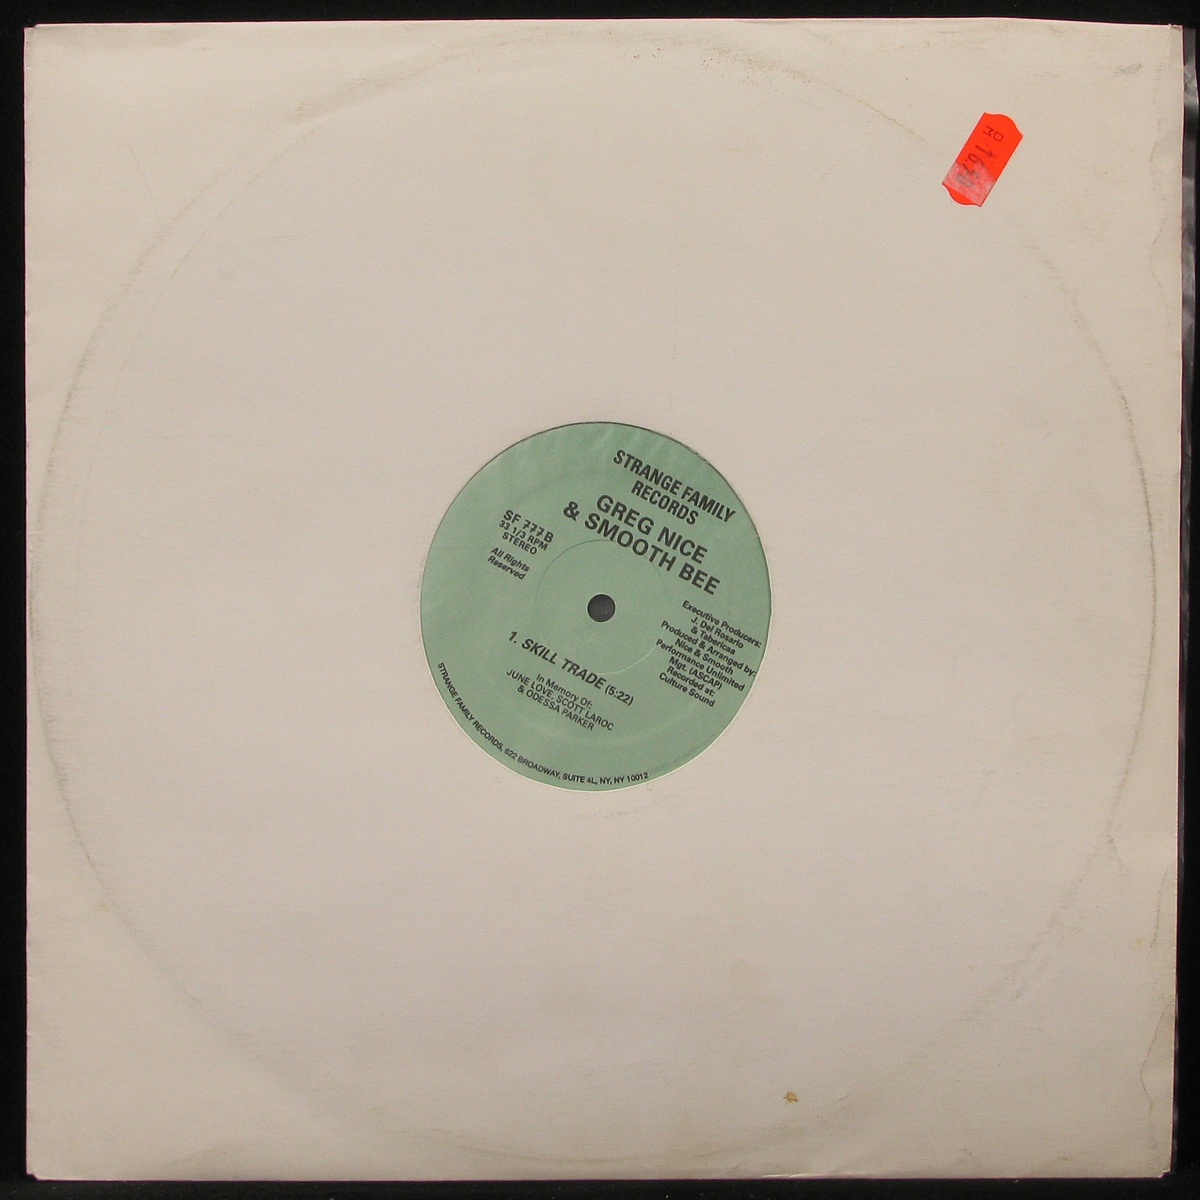 STRANGE FAMILY
RECORDS
GREG NICE
& SMOOTH BEE
SF 777 B
33 1/3 RPM
STEREO
All Rights
Reserved
Executive Producers:
J. Del Rosario
& Tabericaa
Produced & Arranged by:
Nice & Smooth
Performance Unlimited
Mgt. (ASCAP)
Recorded at:
Culture Sound
1. SKILL TRADE (5:22)
In Memory Of:
JUNE LOVE, SCOTT LAROC
& ODESSA PARKER
STRANGE FAMILY RECORDS, 622 BROADWAY, SUITE 4L, NY, NY 10012